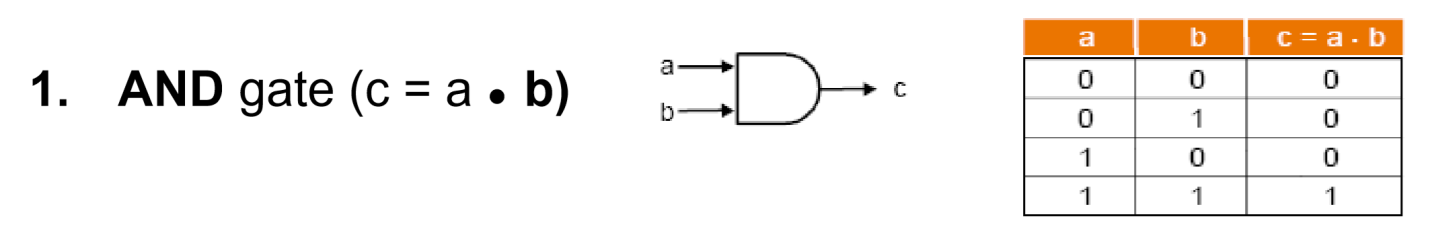 1. AND gate (c = a • b)
a
b
c
a b c = a . b
0 0 0
0 1 0
1 0 0
1 1 1